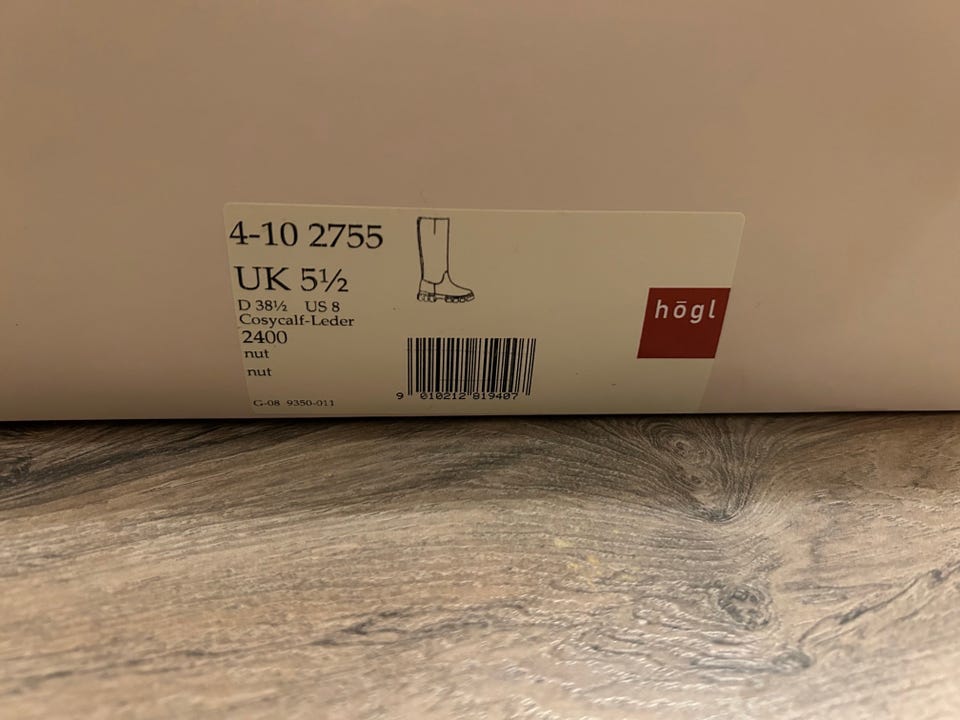 4-10 2755
UK 5½
D 38½ US 8
Cosycalf-Leder
2400
nut
nut
G-08 9350-011
9 010212 819407
hōgl